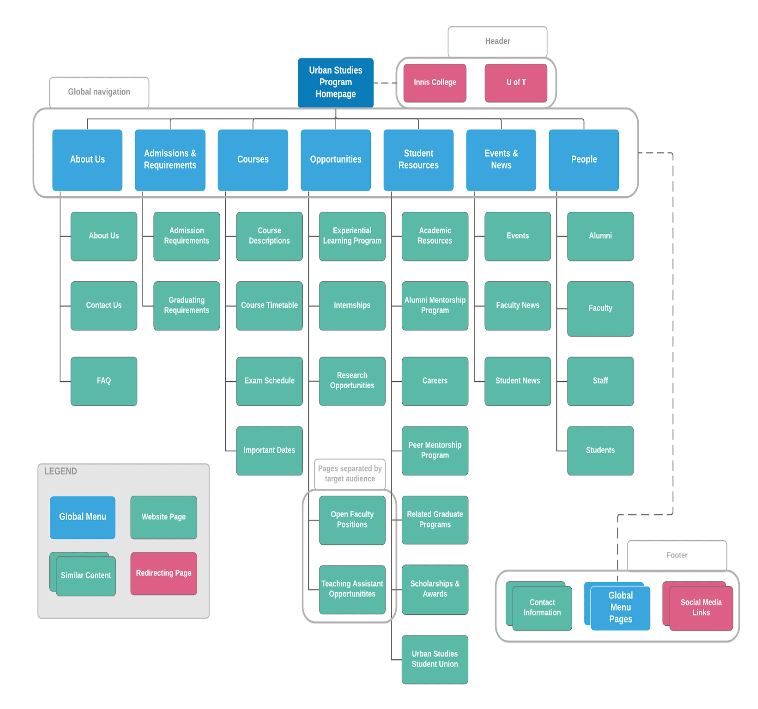 Header
Urban Studies
Program
Homepage
Innis College
U of T
Global navigation
About Us
Admissions &
Requirements
Courses
Opportunities
Student
Resources
Events &
News
People
About Us
Admission
Requirements
Course
Descriptions
Experiential
Learning Program
Academic
Resources
Events
Alumni
Contact Us
Graduating
Requirements
Course Timetable
Internships
Alumni Mentorship
Program
Faculty News
Faculty
FAQ
Exam Schedule
Research
Opportunities
Careers
Student News
Staff
Important Dates
Peer Mentorship
Program
Students
Pages separated by
target audience
Open Faculty
Positions
Related Graduate
Programs
Teaching Assistant
Opportunitites
Scholarships &
Awards
Urban Studies
Student Union
LEGEND
Global Menu
Website Page
Similar Content
Redirecting Page
Footer
Contact
Information
Global
Menu
Pages
Social Media
Links